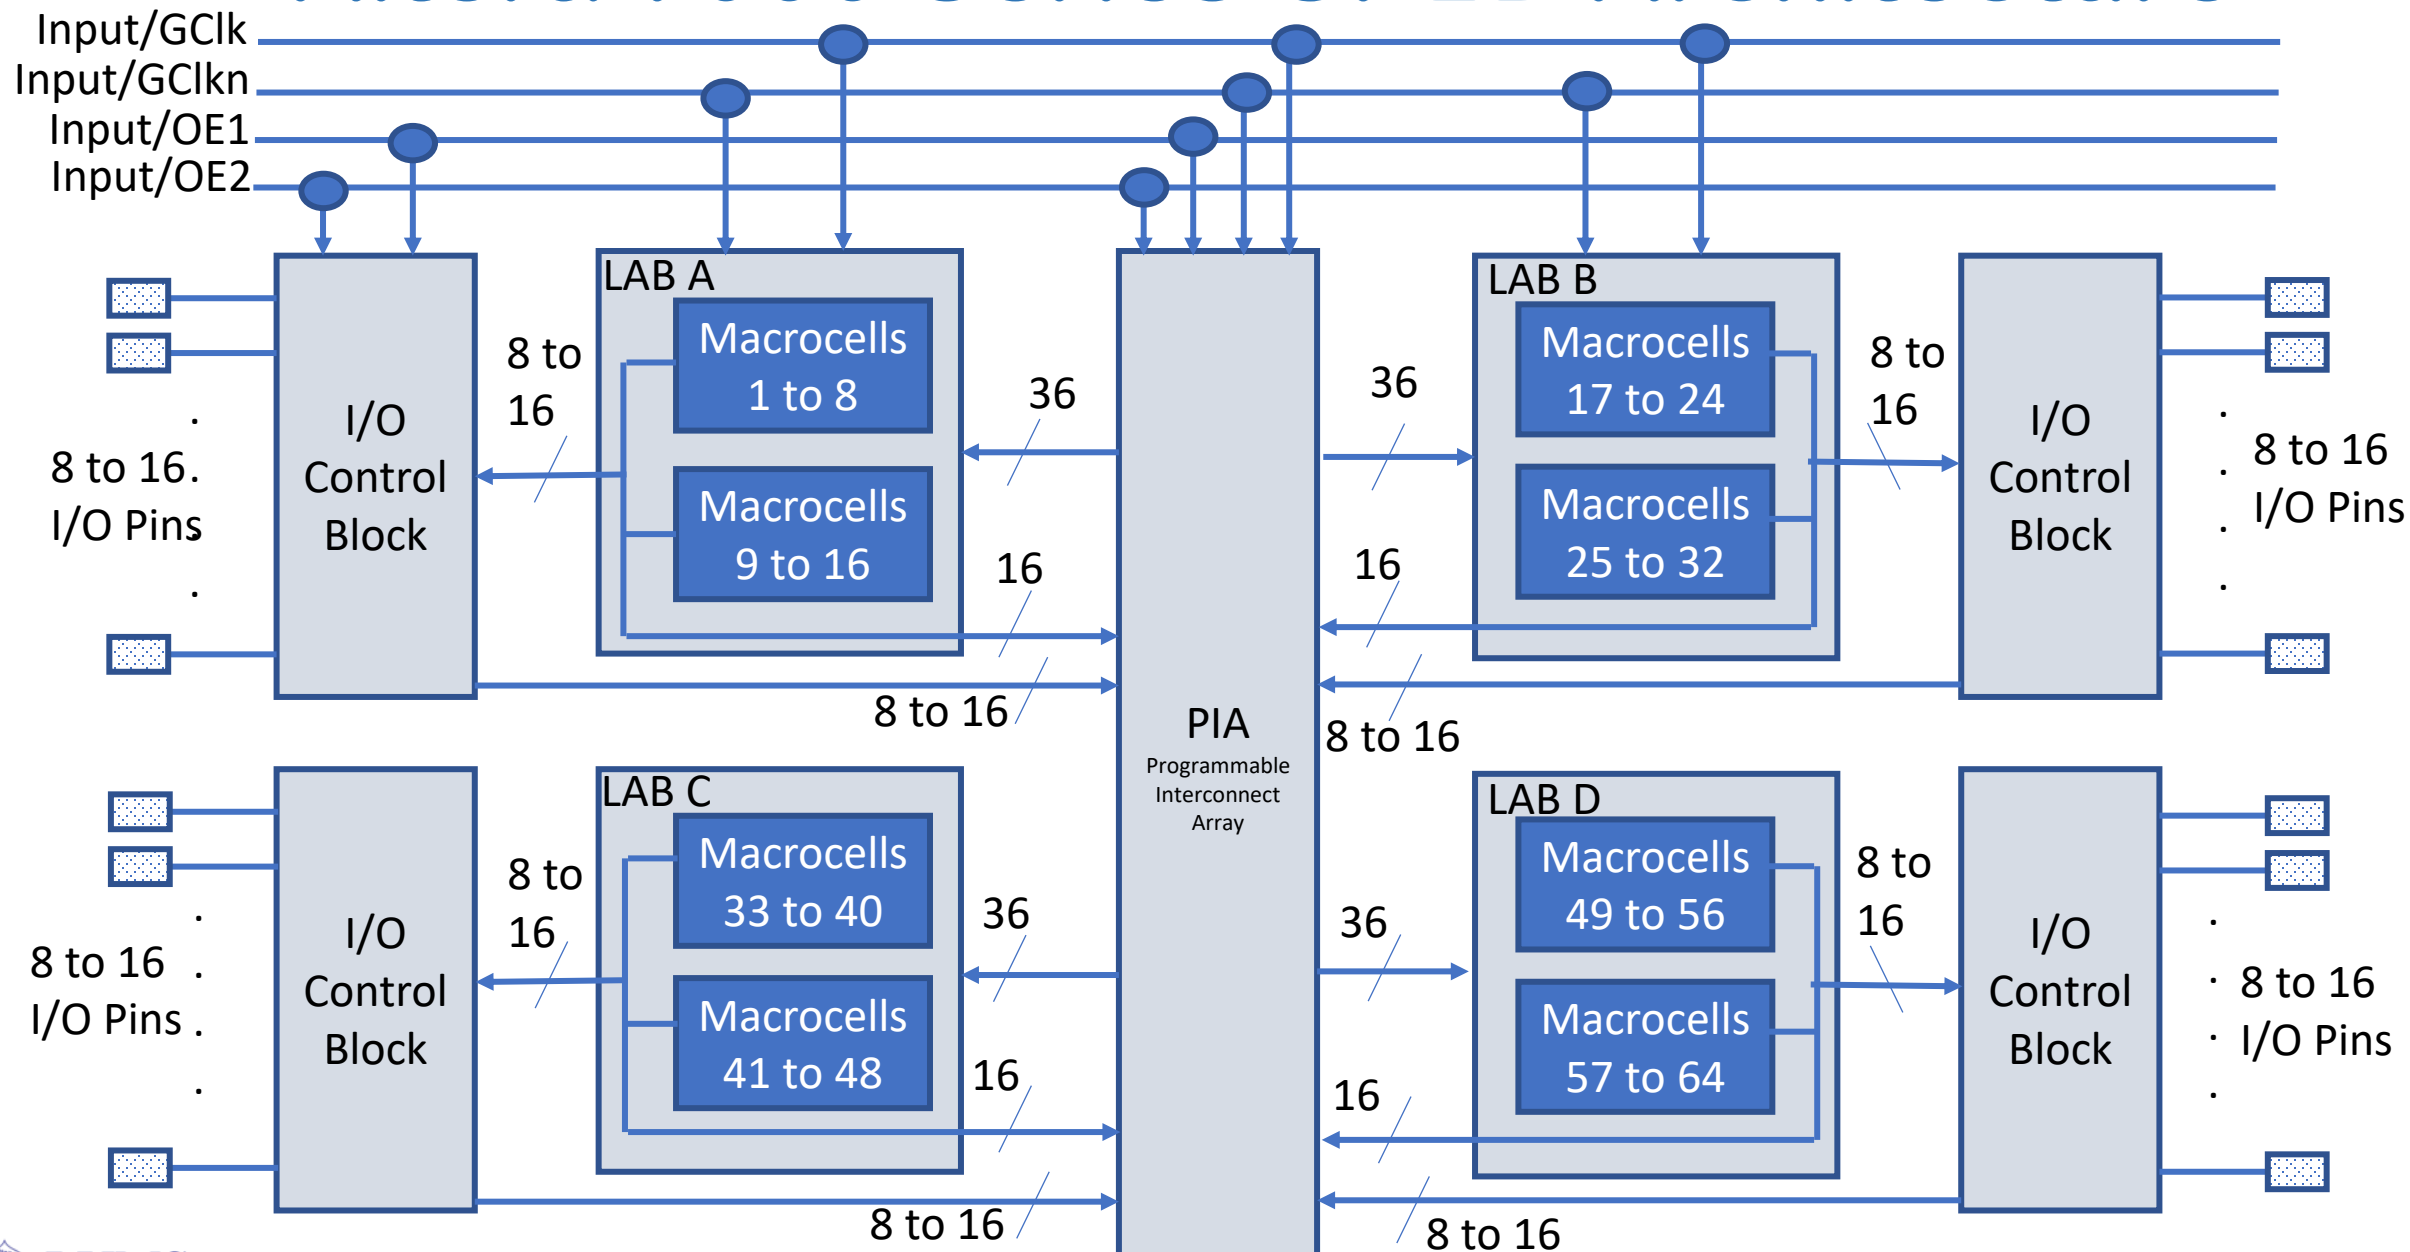 Input/GClk
Input/GClkn
Input/OE1
Input/OE2
LAB A
LAB B
Macrocells
1 to 8
Macrocells
17 to 24
8 to
16
36
36
8 to
16
I/O
Control
Block
I/O
Control
Block
8 to 16
I/O Pins
8 to 16
I/O Pins
Macrocells
9 to 16
Macrocells
25 to 32
16
16
8 to 16
8 to 16
PIA
Programmable
Interconnect
Array
LAB C
LAB D
Macrocells
33 to 40
Macrocells
49 to 56
8 to
16
36
36
8 to
16
I/O
Control
Block
I/O
Control
Block
8 to 16
I/O Pins
8 to 16
I/O Pins
Macrocells
41 to 48
Macrocells
57 to 64
16
16
8 to 16
8 to 16